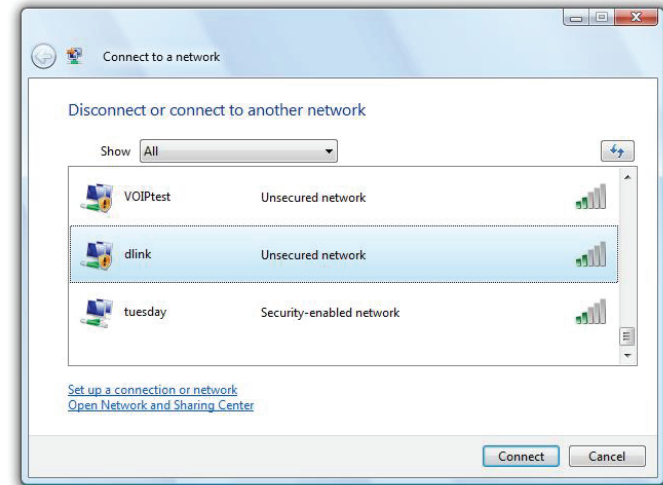 Connect to a network
Disconnect or connect to another network
Show All
VOIPtest Unsecured network
dlink Unsecured network
tuesday Security-enabled network
Set up a connection or network
Open Network and Sharing Center
Connect Cancel